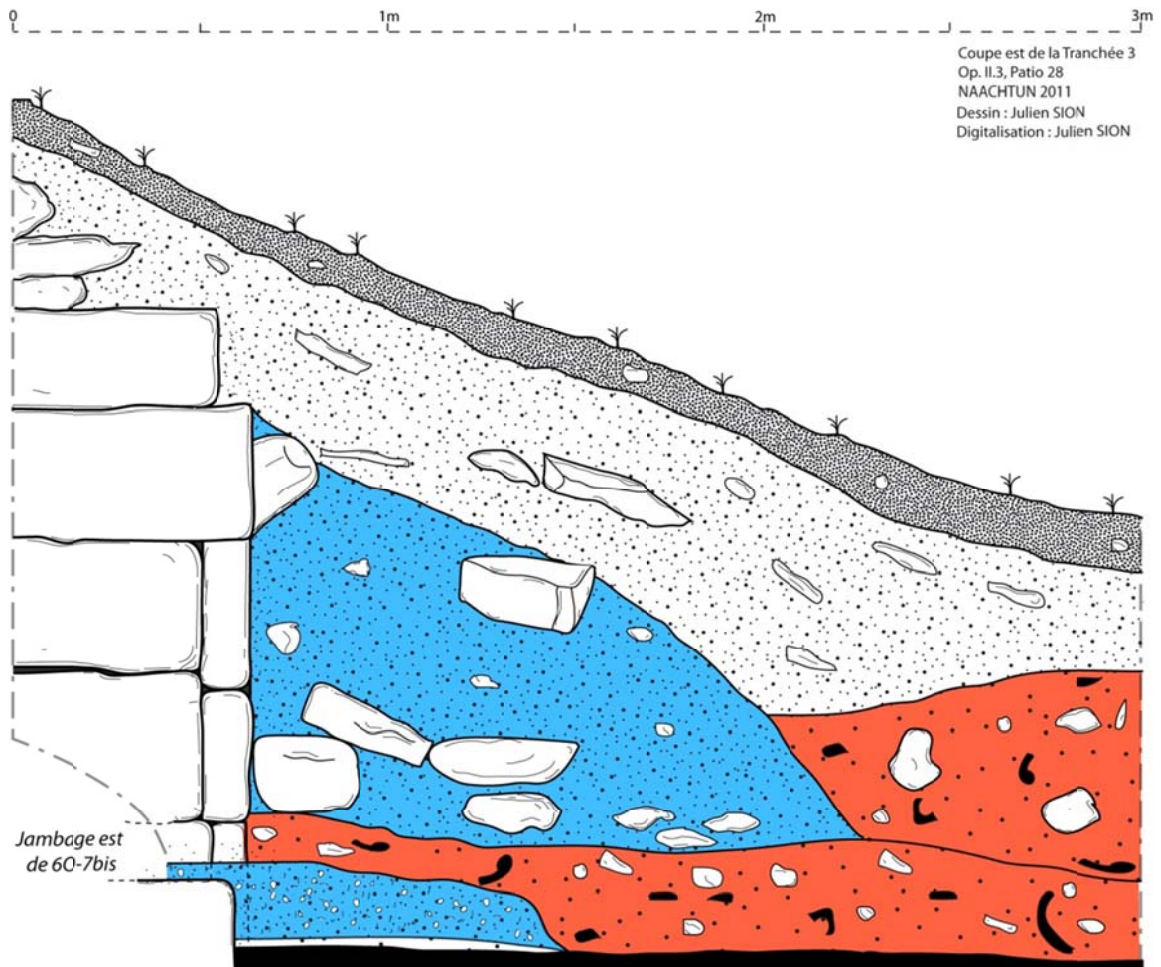 0 1m 2m 3m
Coupe est de la Tranchée 3
Op. II.3, Patio 28
NAACHTUN 2011
Dessin : Julien SION
Digitalisation : Julien SION
Jambage est
de 6O-7bis